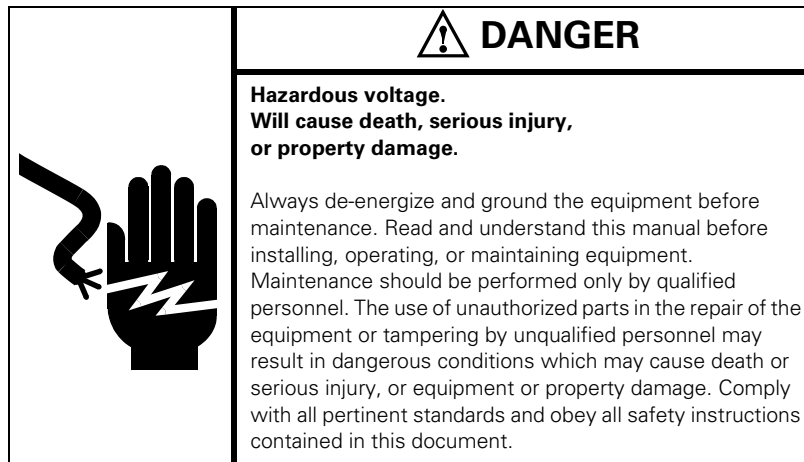 DANGER
Hazardous voltage.
Will cause death, serious injury,
or property damage.
Always de-energize and ground the equipment before
maintenance. Read and understand this manual before
installing, operating, or maintaining equipment.
Maintenance should be performed only by qualified
personnel. The use of unauthorized parts in the repair of the
equipment or tampering by unqualified personnel may
result in dangerous conditions which may cause death or
serious injury, or equipment or property damage. Comply
with all pertinent standards and obey all safety instructions
contained in this document.